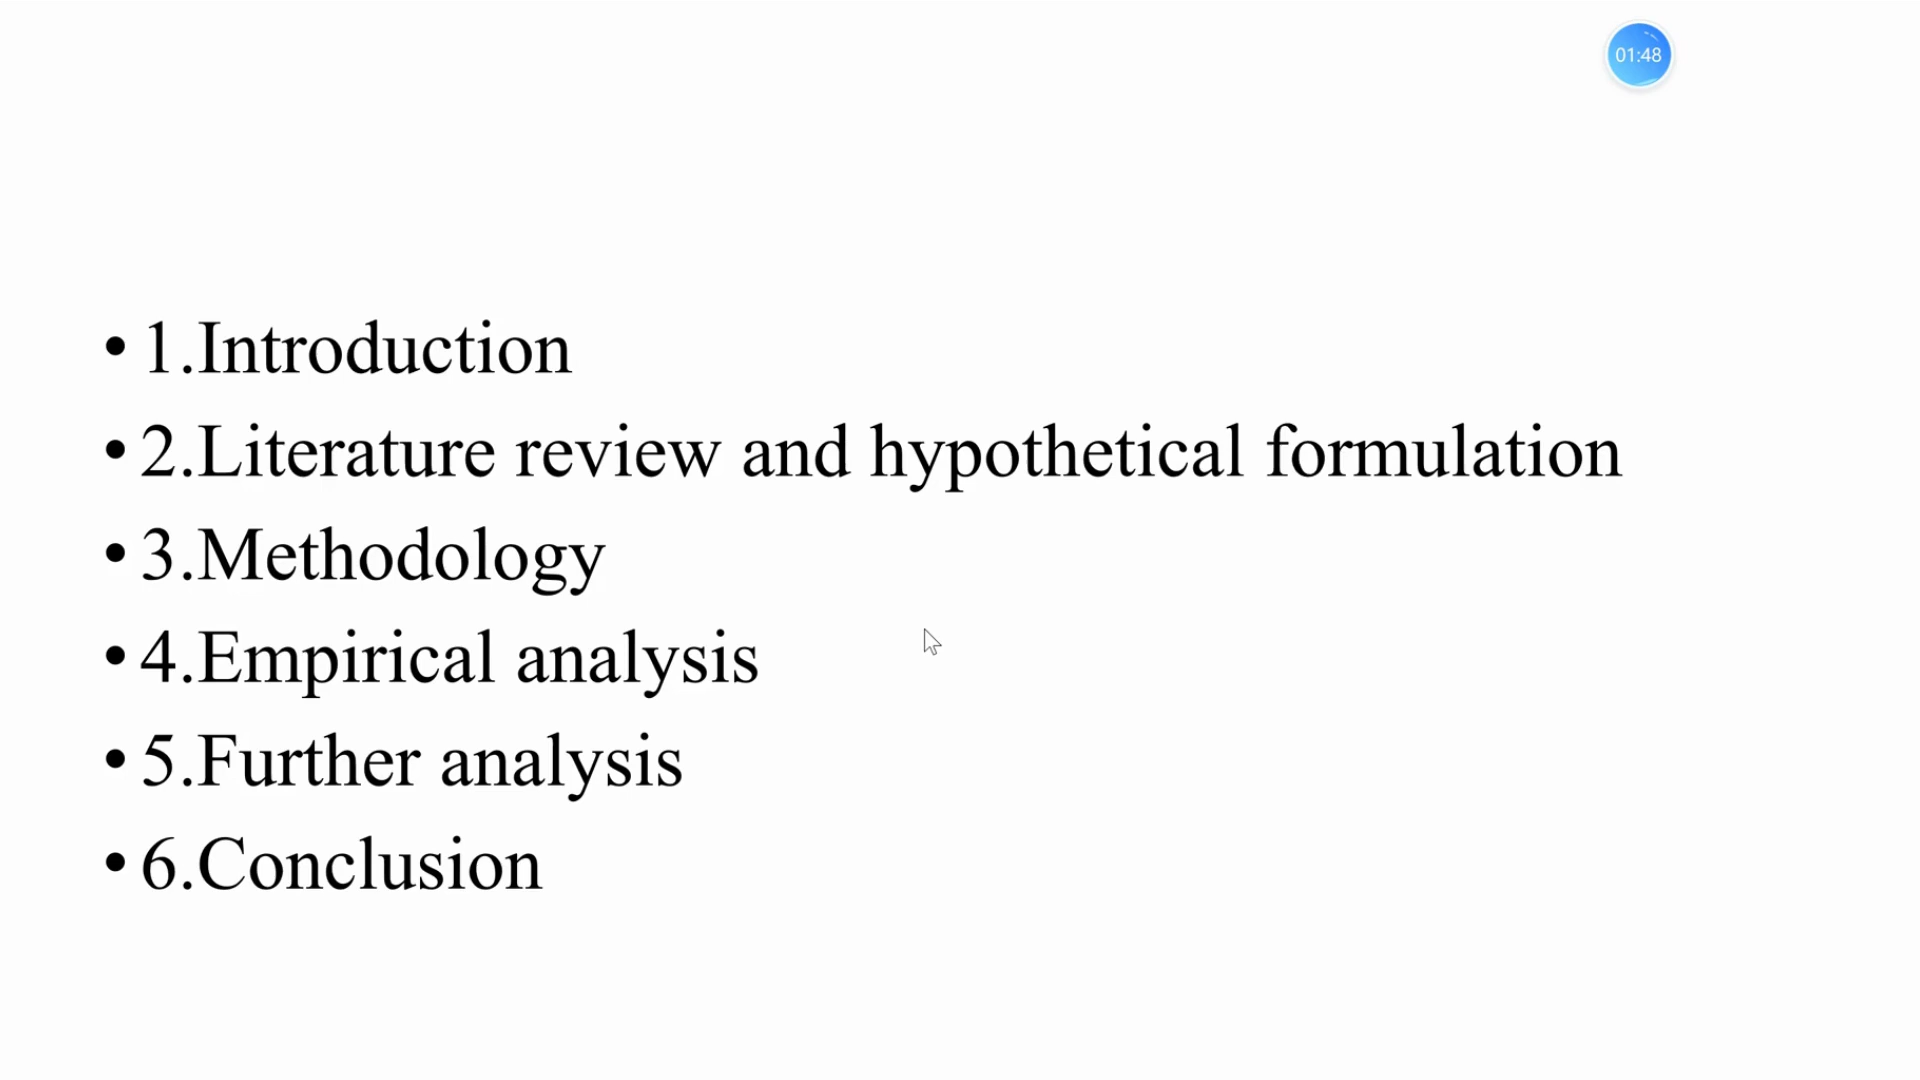 01:48
• 1.Introduction
• 2.Literature review and hypothetical formulation
• 3.Methodology
• 4.Empirical analysis
• 5.Further analysis
• 6.Conclusion